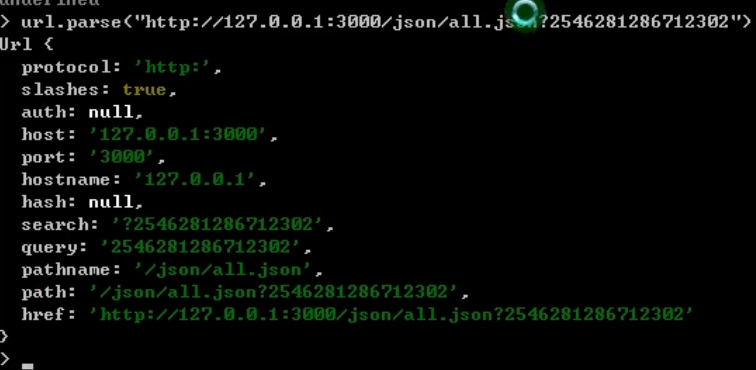 undefined
> url.parse("http://127.0.0.1:3000/json/all.json?2546281286712302")
Url {
  protocol: 'http:',
  slashes: true,
  auth: null,
  host: '127.0.0.1:3000',
  port: '3000',
  hostname: '127.0.0.1',
  hash: null,
  search: '?2546281286712302',
  query: '2546281286712302',
  pathname: '/json/all.json',
  path: '/json/all.json?2546281286712302',
  href: 'http://127.0.0.1:3000/json/all.json?2546281286712302'
}
> _